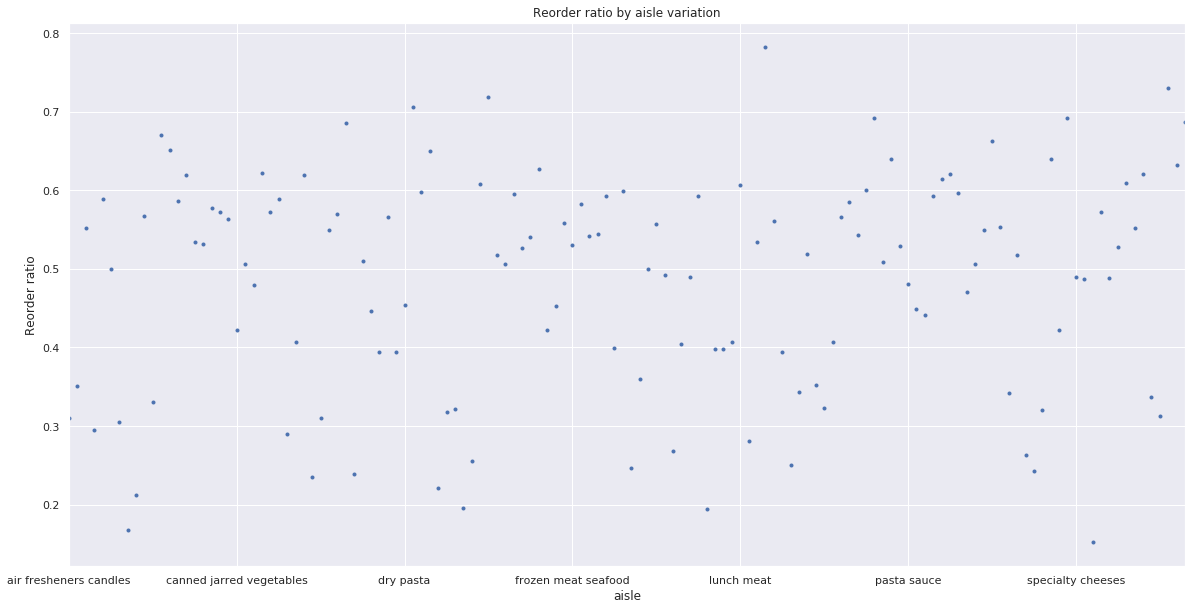 Reorder ratio by aisle variation
0.8
0.7
0.6
0.5
0.4
0.3
0.2
Reorder ratio
air fresheners candles
canned jarred vegetables
dry pasta
frozen meat seafood
lunch meat
pasta sauce
specialty cheeses
aisle